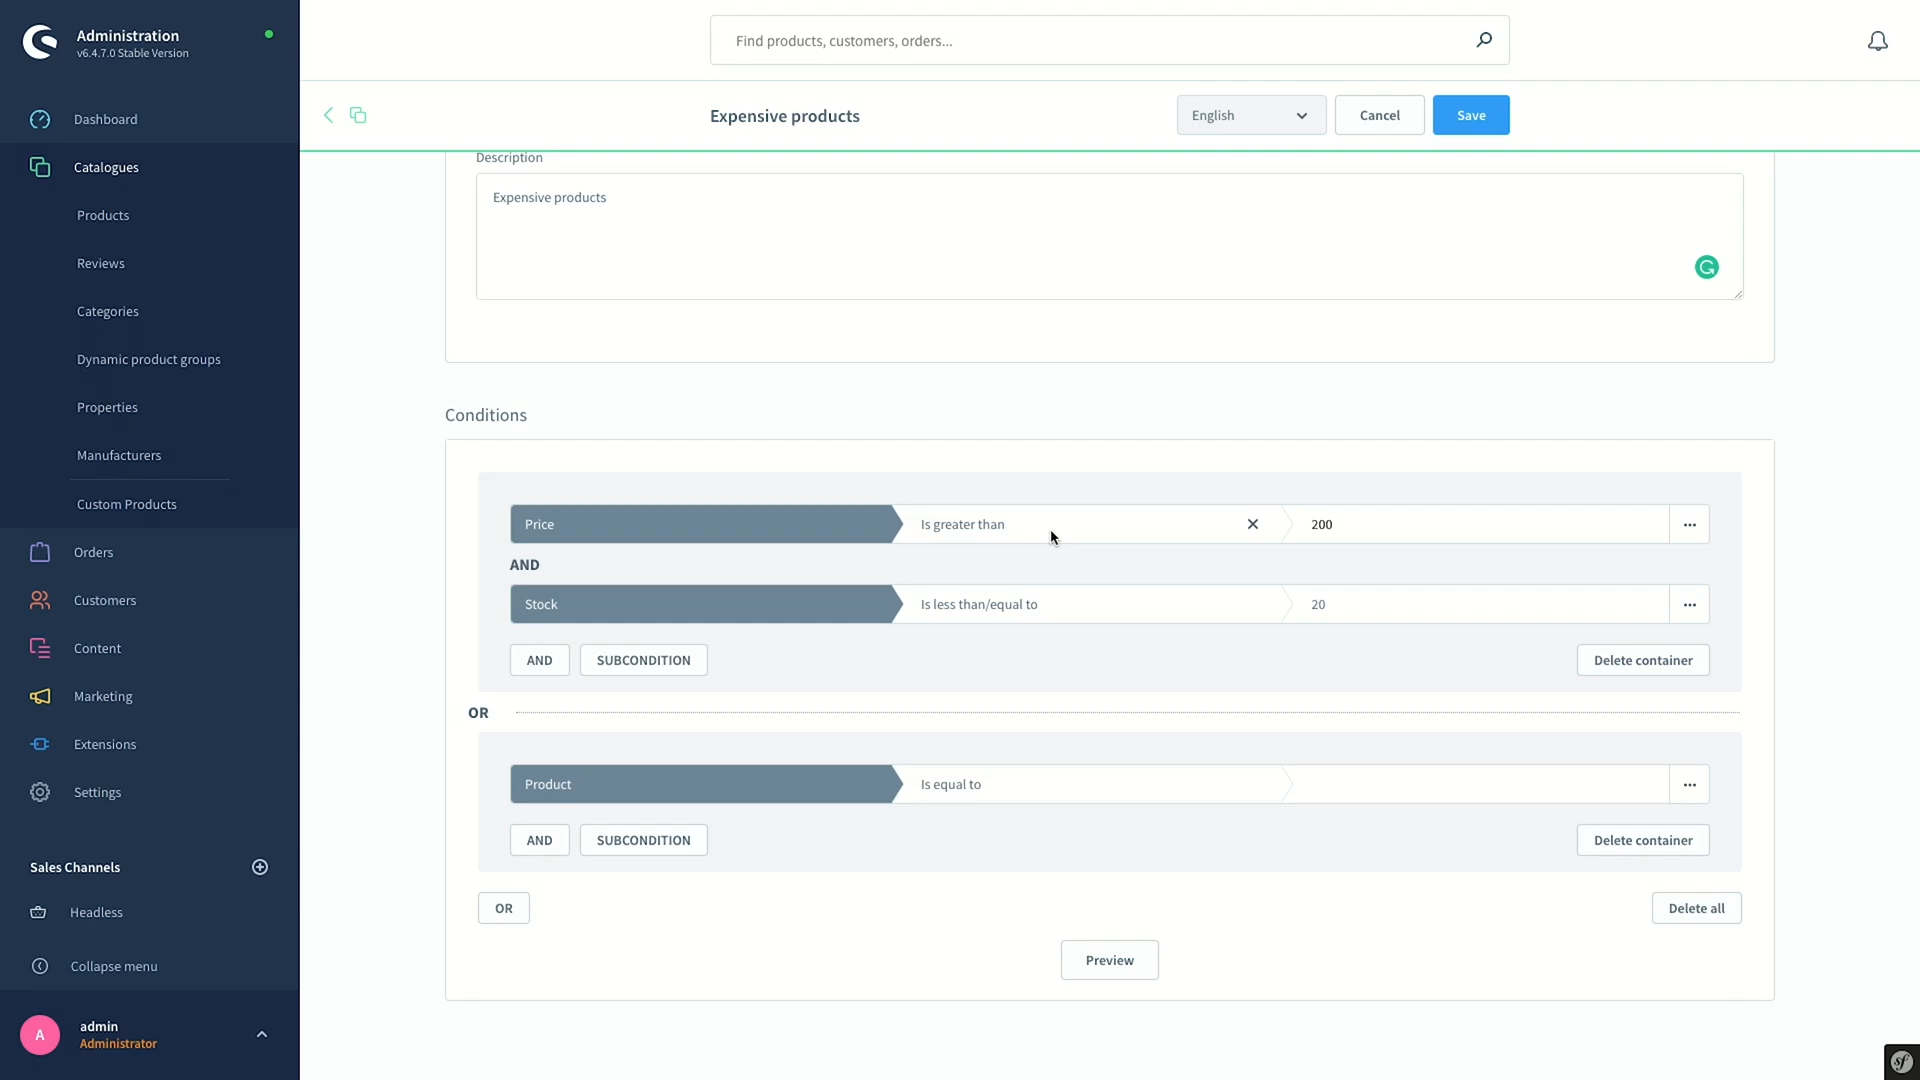 Administration
v6.4.7.0 Stable Version
Find products, customers, orders...
Dashboard
Catalogues
Products
Reviews
Categories
Dynamic product groups
Properties
Manufacturers
Custom Products
Orders
Customers
Content
Marketing
Extensions
Settings
Sales Channels
Headless
Collapse menu
A
admin
Administrator
Expensive products
English
Cancel
Save
Description
Expensive products
Conditions
Price Is greater than 200
AND
Stock Is less than/equal to 20
AND SUBCONDITION Delete container
OR
Product Is equal to
AND SUBCONDITION Delete container
OR Delete all
Preview
sf